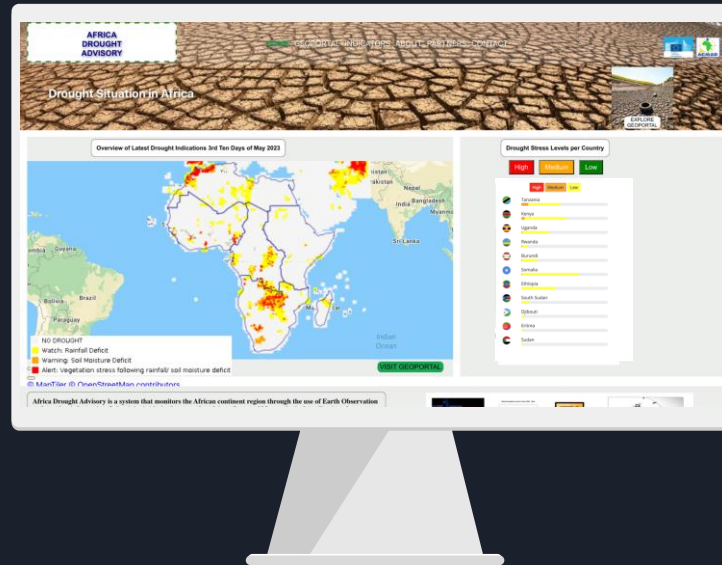 AFRICA
DROUGHT
ADVISORY
HOME GEOPORTAL INDICATORS ABOUT PARTNERS CONTACT
Drought Situation in Africa
EXPLORE
GEOPORTAL
Overview of Latest Drought Indications 3rd Ten Days of May 2023
Nepal
India
Bangladesh
Myanma
Sri Lanka
Guyana
Bolivia
Brazil
Paraguay
Indian
Ocean
NO DROUGHT
Watch: Rainfall Deficit
Warning: Soil Moisture Deficit
Alert: Vegetation stress following rainfall/ soil moisture deficit
VISIT GEOPORTAL
© MapTiler © OpenStreetMap contributors
Drought Stress Levels per Country
High Medium Low
High Medium Low
Tanzania
Kenya
Uganda
Rwanda
Burundi
Somalia
Ethiopia
South Sudan
Djibouti
Eritrea
Sudan
Africa Drought Advisory is a system that monitors the African continent region through the use of Earth Observation